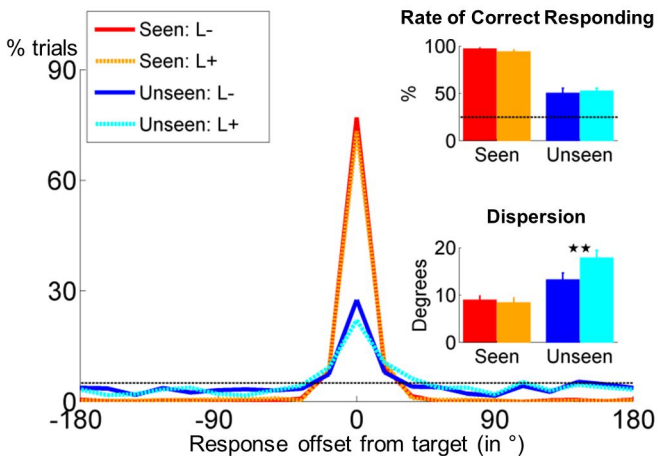 % trials
90
60
30
0
-180
-90
0
90
180
Response offset from target (in °)
Seen: L-
Seen: L+
Unseen: L-
Unseen: L+
Rate of Correct Responding
%
100
50
0
Seen
Unseen
Dispersion
Degrees
20
10
0
★★
Seen
Unseen